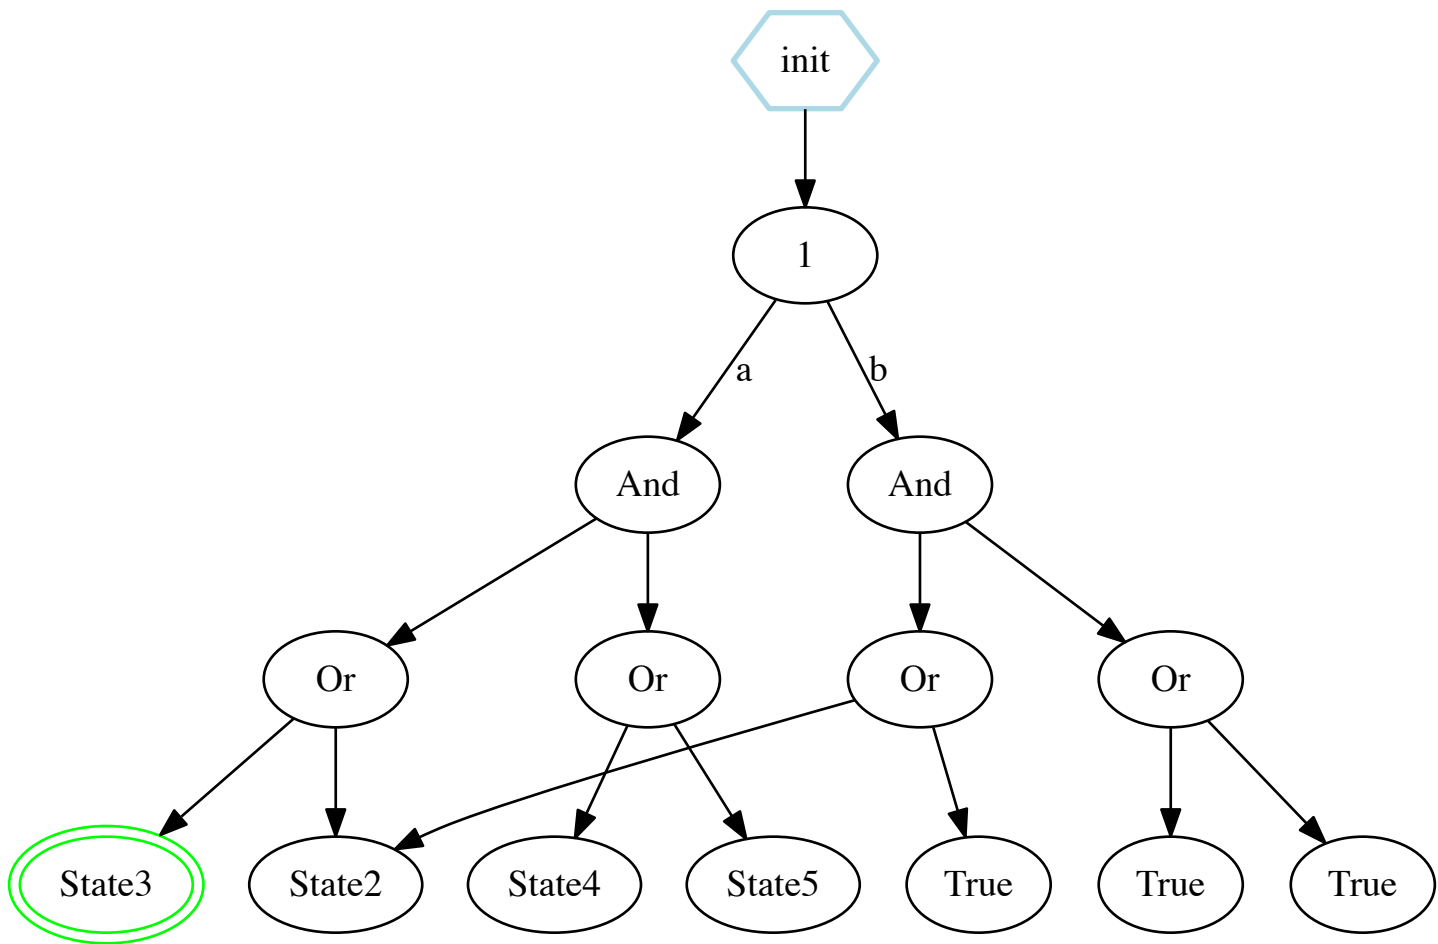 init
1
a
b
And
And
Or
Or
Or
Or
State3
State2
State4
State5
True
True
True